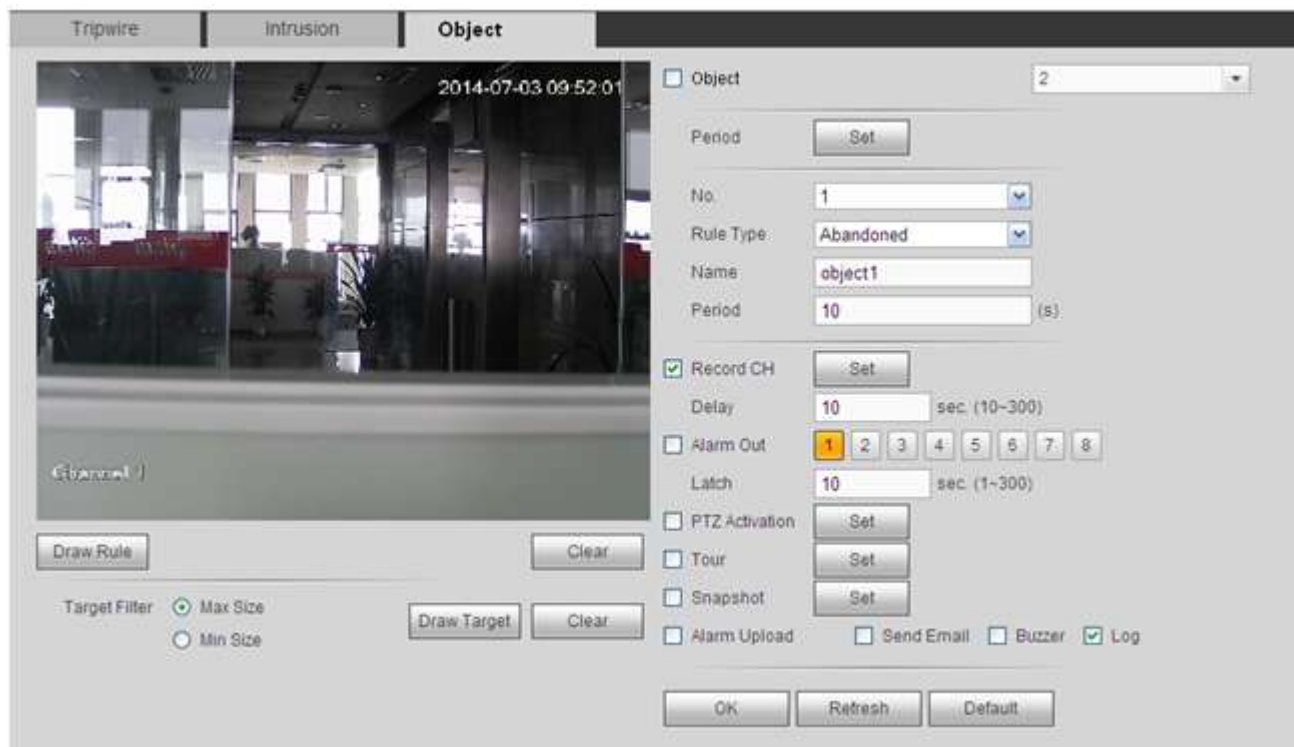 Tripwire Intrusion Object
2014-07-03 09:52:01
Channel 1
Draw Rule Clear
Target Filter Max Size
Min Size
Draw Target Clear
Object 2
Period Set
No. 1
Rule Type Abandoned
Name object1
Period 10 (s)
Record CH Set
Delay 10 sec. (10~300)
Alarm Out 1 2 3 4 5 6 7 8
Latch 10 sec. (1~300)
PTZ Activation Set
Tour Set
Snapshot Set
Alarm Upload Send Email Buzzer Log
OK Refresh Default